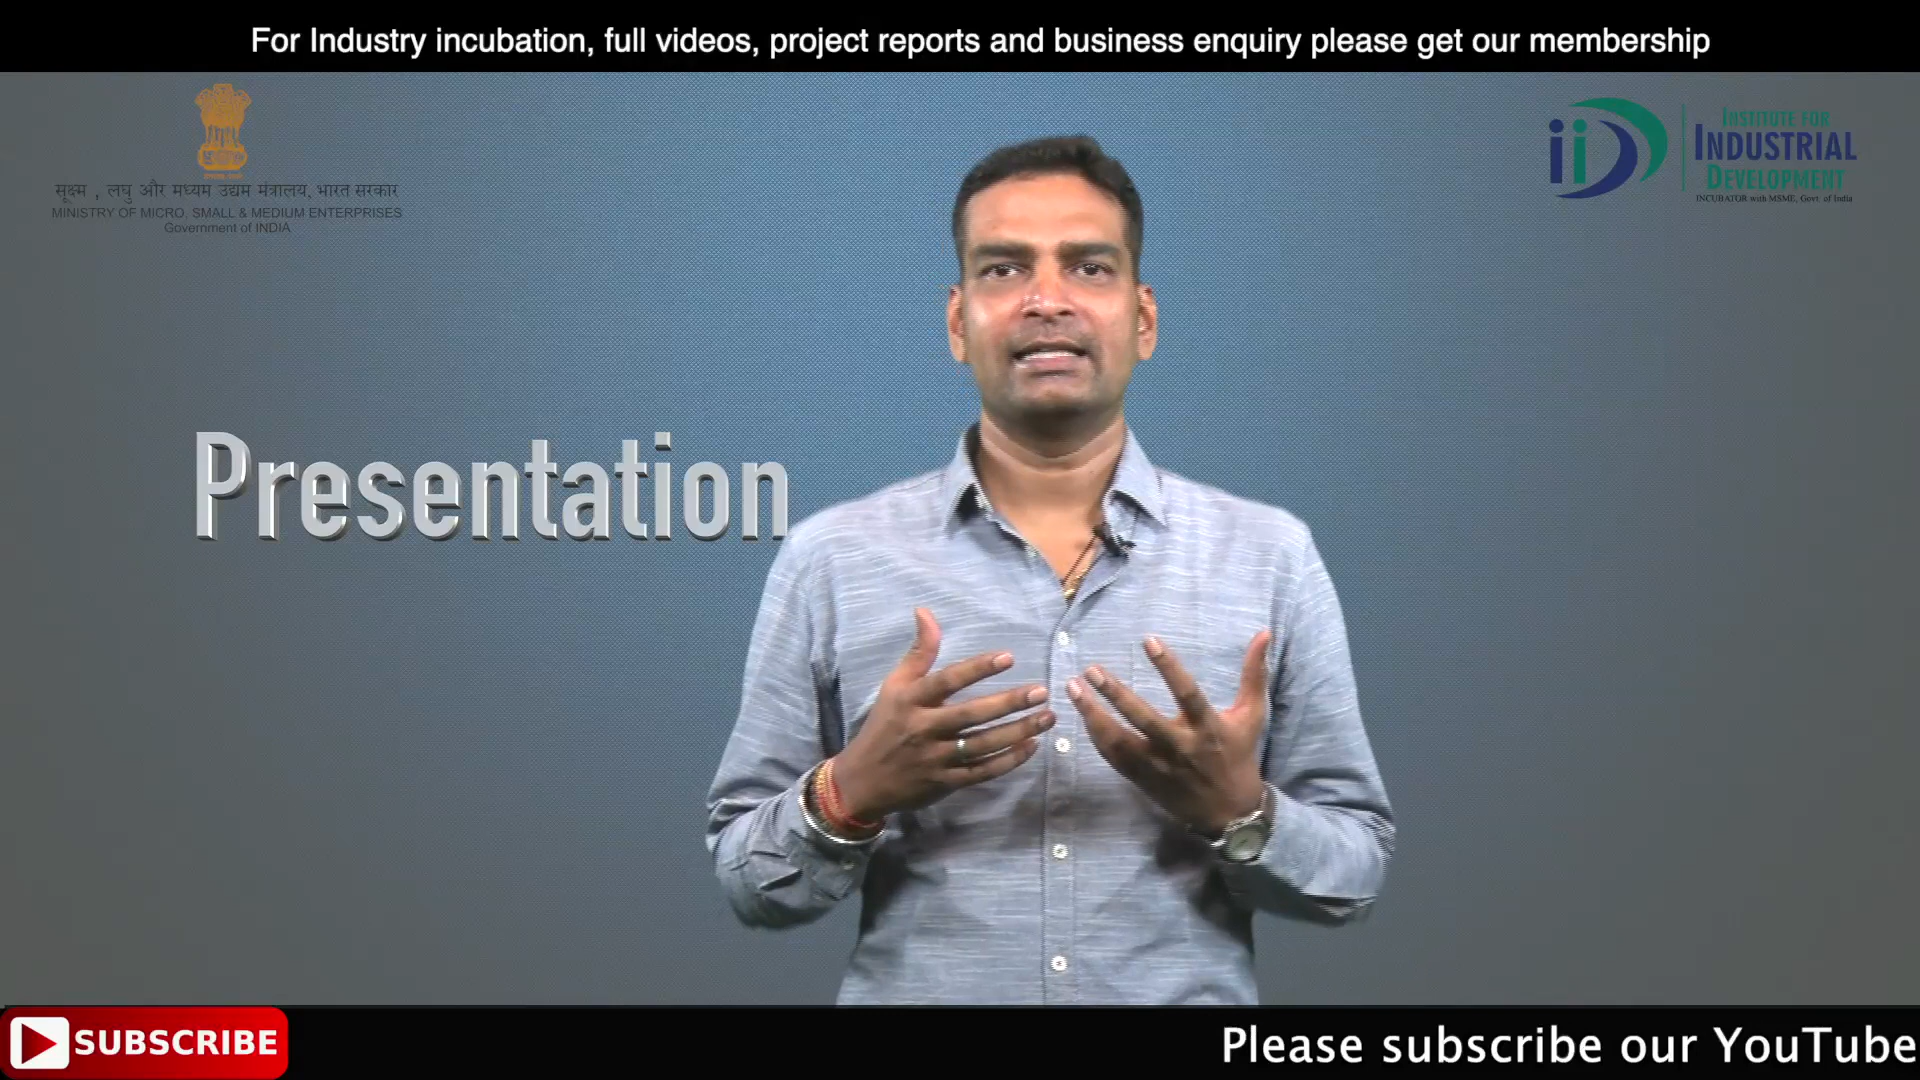 For Industry incubation, full videos, project reports and business enquiry please get our membership
सूक्ष्म , लघु और मध्यम उद्यम मंत्रालय, भारत सरकार
MINISTRY OF MICRO, SMALL & MEDIUM ENTERPRISES
Government of INDIA
iiD
INSTITUTE FOR
INDUSTRIAL
DEVELOPMENT
INCUBATOR with MSME, Govt. of India
Presentation
SUBSCRIBE
Please subscribe our YouTube